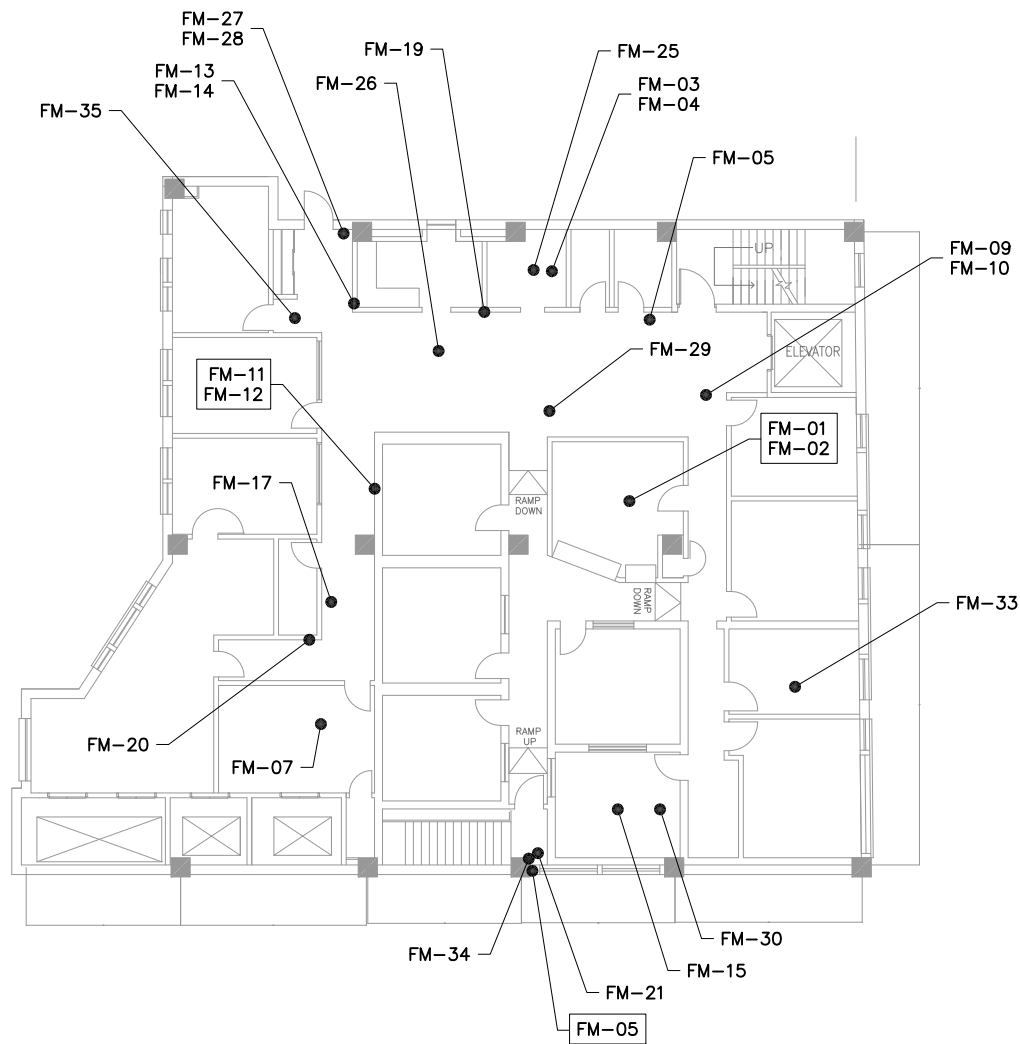 FM-27
FM-28
FM-19
FM-25
FM-13
FM-14
FM-26
FM-03
FM-04
FM-35
FM-05
UP
FM-09
FM-10
FM-29
ELEVATOR
FM-11
FM-12
FM-01
FM-02
FM-17
RAMP
DOWN
RAMP
DOWN
FM-33
FM-20
RAMP
UP
FM-07
FM-34
FM-30
FM-15
FM-21
FM-05